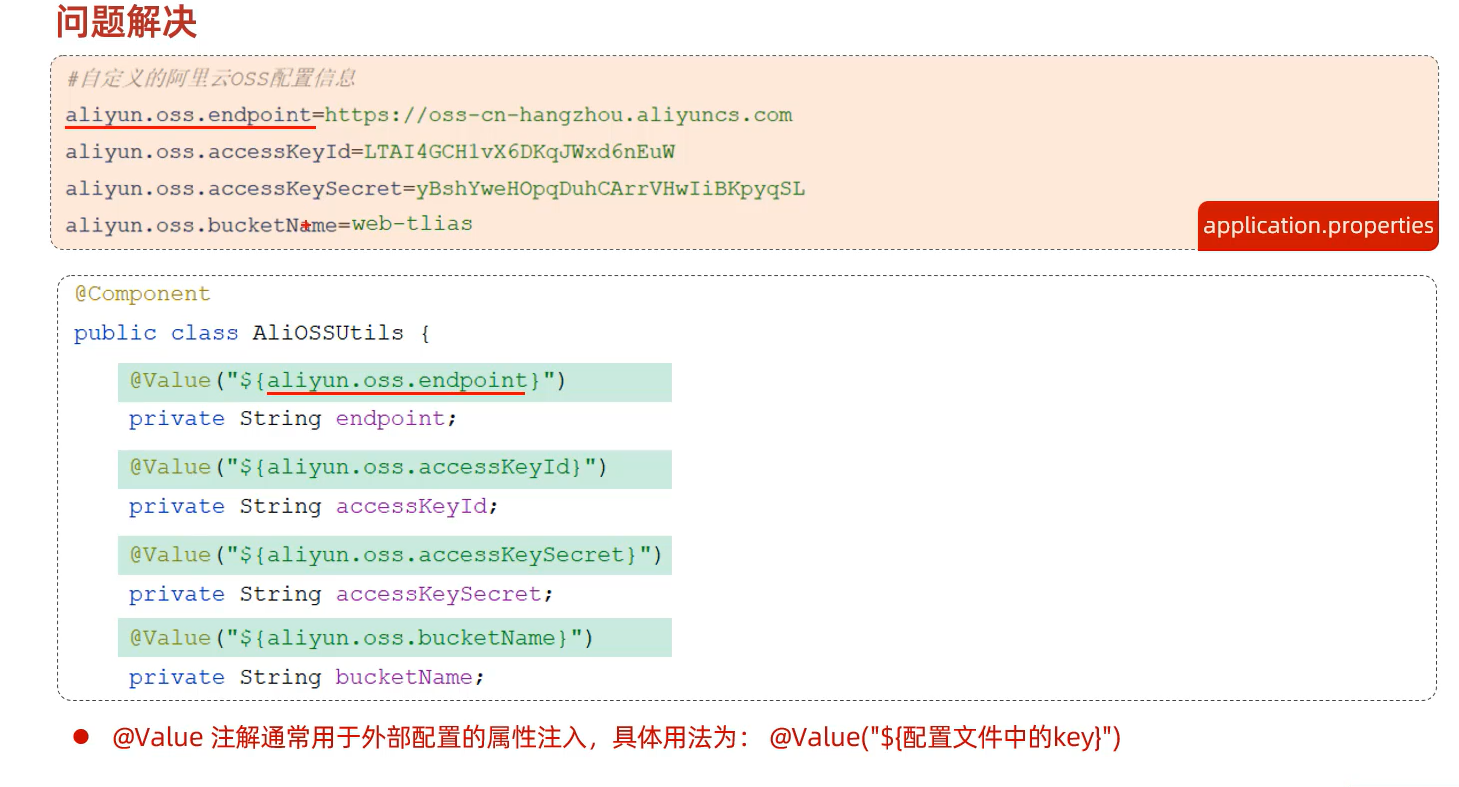 问题解决
#自定义的阿里云OSS配置信息
aliyun.oss.endpoint=https://oss-cn-hangzhou.aliyuncs.com
aliyun.oss.accessKeyId=LTAI4GCH1vX6DKqJWxd6nEuW
aliyun.oss.accessKeySecret=yBshYweHOpqDuhCArrVHwIiBKpyqSL
aliyun.oss.bucketName=web-tlias
application.properties
@Component
public class AliOSSUtils {
@Value("${aliyun.oss.endpoint}")
private String endpoint;
@Value("${aliyun.oss.accessKeyId}")
private String accessKeyId;
@Value("${aliyun.oss.accessKeySecret}")
private String accessKeySecret;
@Value("${aliyun.oss.bucketName}")
private String bucketName;
● @Value 注解通常用于外部配置的属性注入，具体用法为： @Value("${配置文件中的key}")